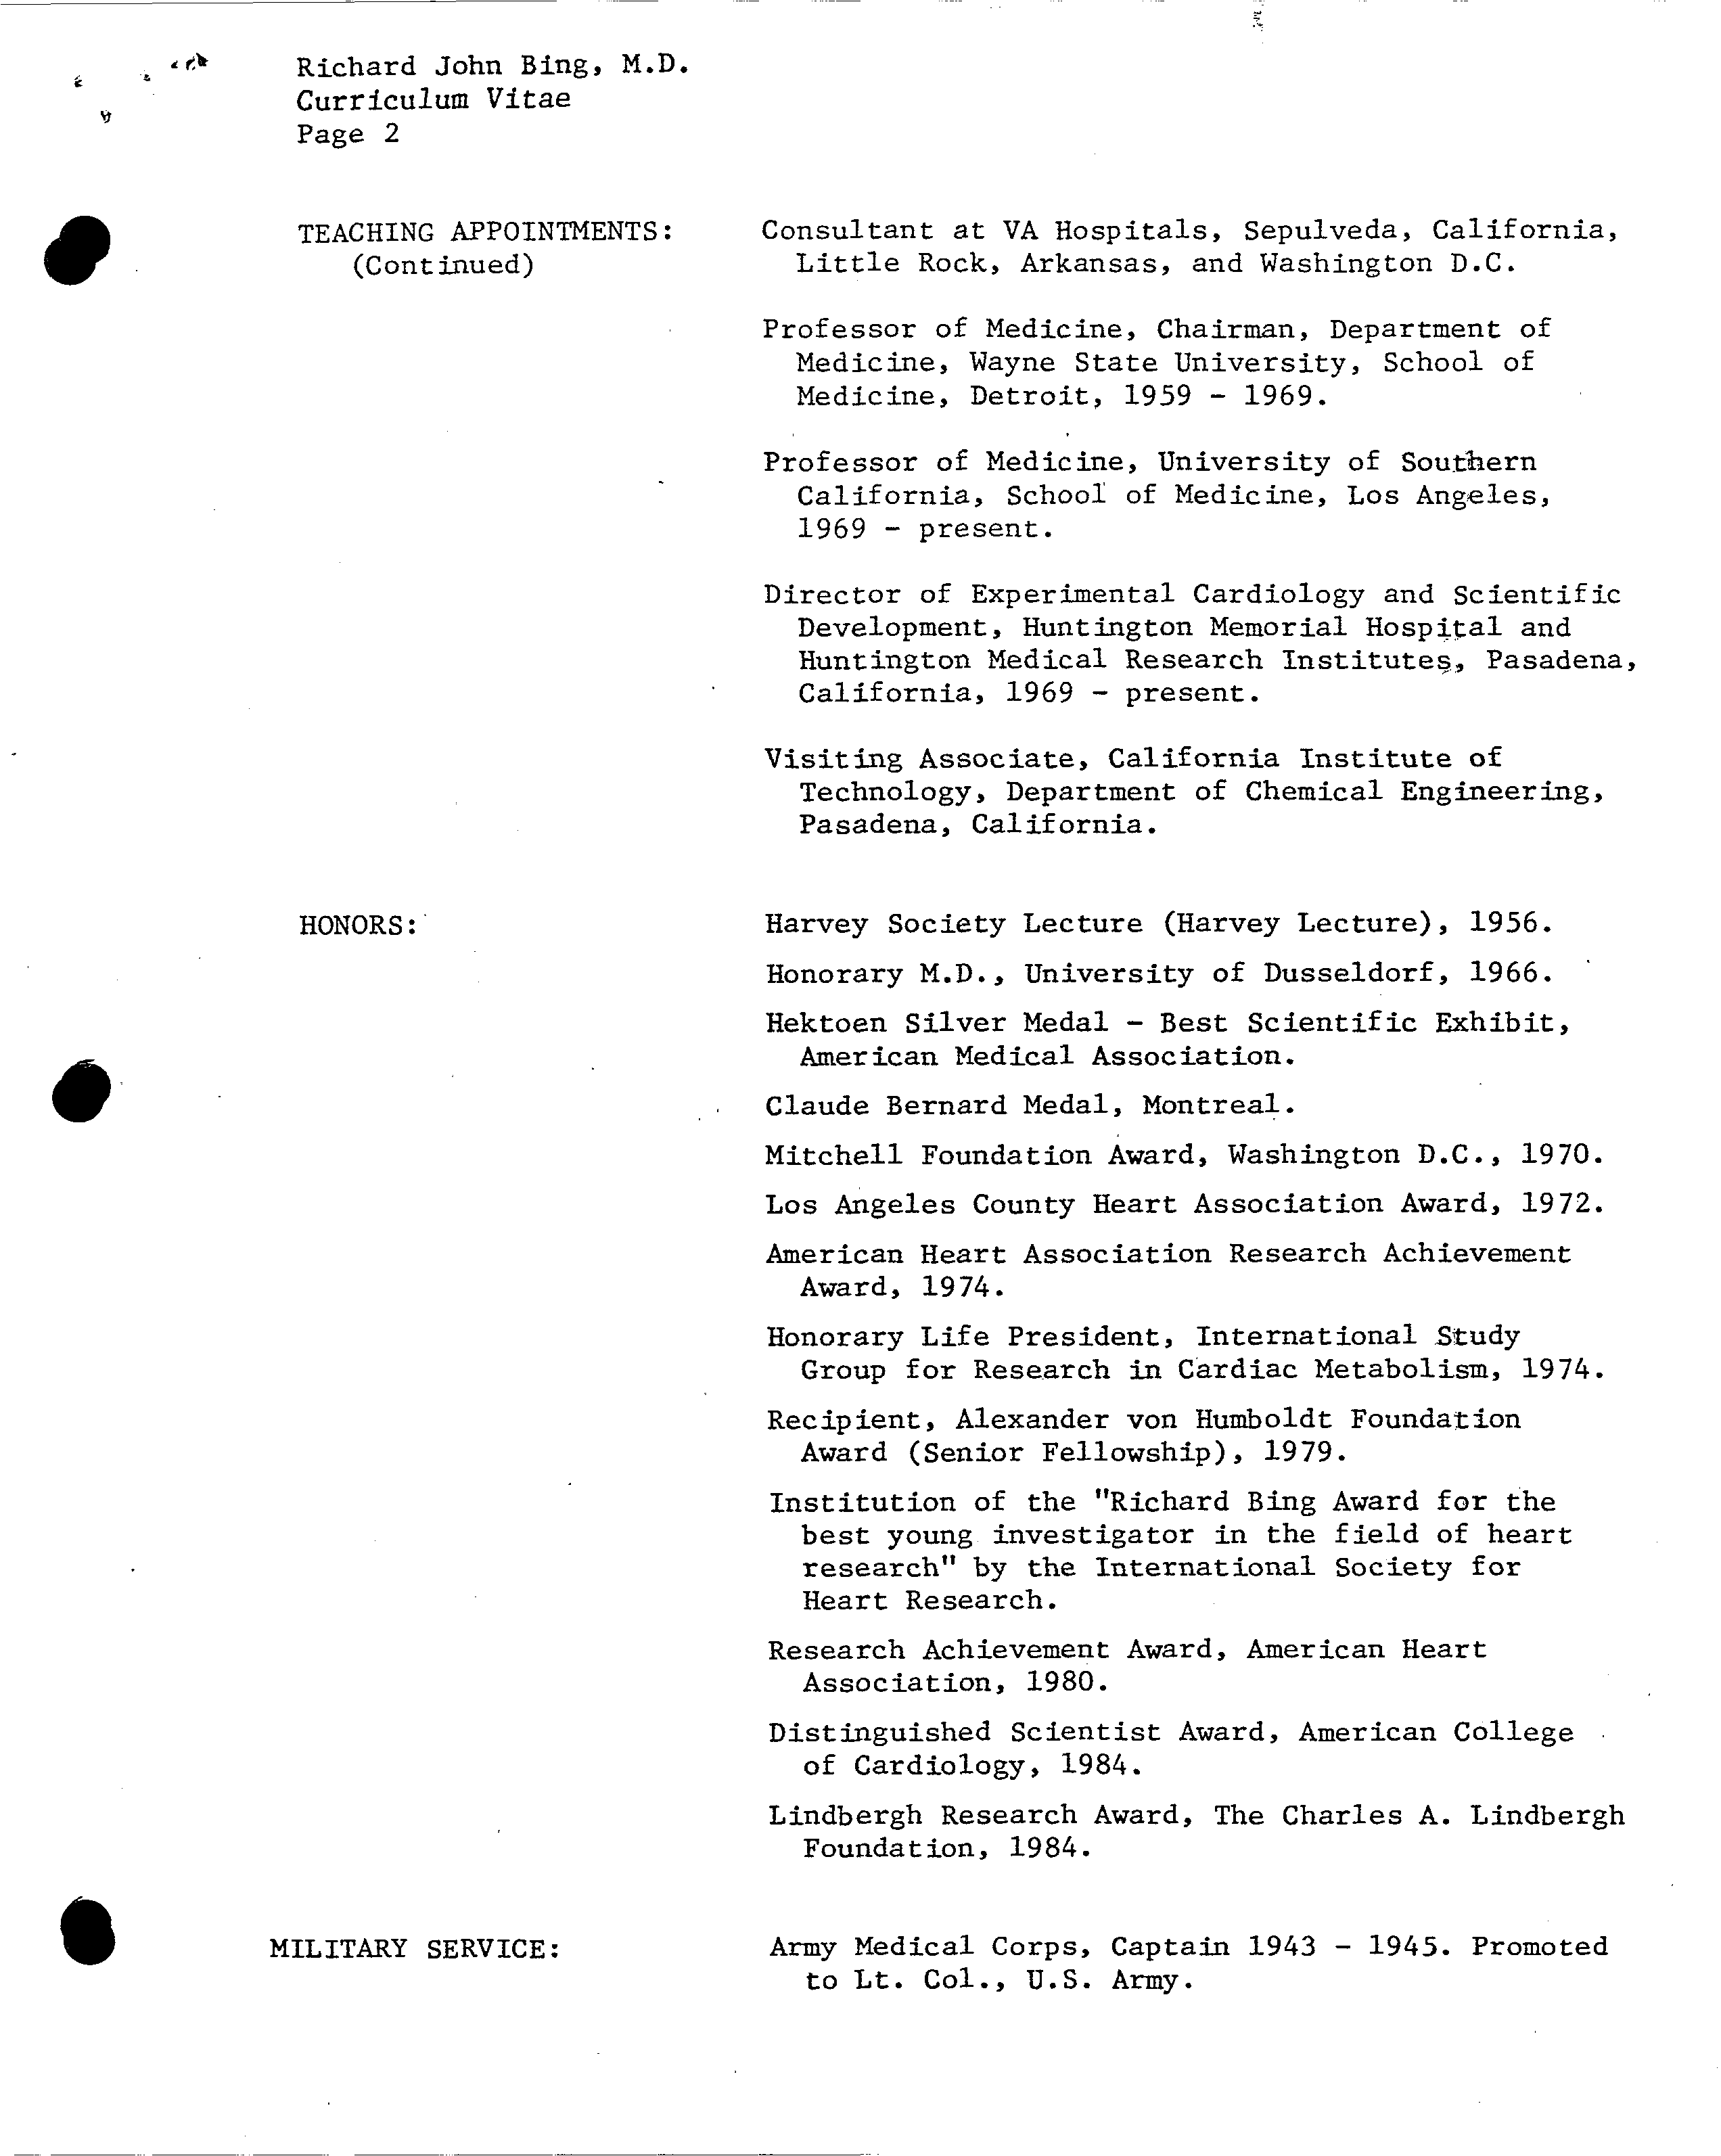 Richard John Bing, M.D.
Curriculum Vitae
Page 2
TEACHING APPOINTMENTS:
(Continued)
Consultant at VA Hospitals, Sepulveda, California,
Little Rock, Arkansas, and Washington D.C.
Professor of Medicine, Chairman, Department of
Medicine, Wayne State University, School of
Medicine, Detroit, 1959 - 1969.
Professor of Medicine, University of Southern
California, School of Medicine, Los Angeles,
1969 - present.
Director of Experimental Cardiology and Scientific
Development, Huntington Memorial Hospital and
Huntington Medical Research Institutes, Pasadena,
California, 1969 - present.
Visiting Associate, California Institute of
Technology, Department of Chemical Engineering,
Pasadena, California.
HONORS:
Harvey Society Lecture (Harvey Lecture), 1956.
Honorary M.D., University of Dusseldorf, 1966.
Hektoen Silver Medal - Best Scientific Exhibit,
American Medical Association.
Claude Bernard Medal, Montreal.
Mitchell Foundation Award, Washington D.C., 1970.
Los Angeles County Heart Association Award, 1972.
American Heart Association Research Achievement
Award, 1974.
Honorary Life President, International Study
Group for Research in Cardiac Metabolism, 1974.
Recipient, Alexander von Humboldt Foundation
Award (Senior Fellowship), 1979.
Institution of the "Richard Bing Award for the
best young investigator in the field of heart
research" by the International Society for
Heart Research.
Research Achievement Award, American Heart
Association, 1980.
Distinguished Scientist Award, American College
of Cardiology, 1984.
Lindbergh Research Award, The Charles A. Lindbergh
Foundation, 1984.
MILITARY SERVICE:
Army Medical Corps, Captain 1943 - 1945. Promoted
to Lt. Col., U.S. Army.